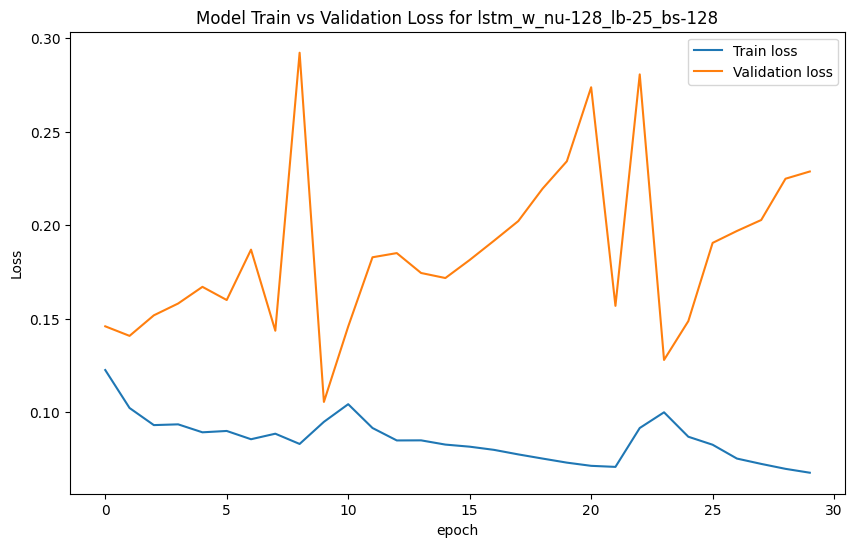 Model Train vs Validation Loss for lstm_w_nu-128_lb-25_bs-128
Train loss
Validation loss
Loss
0.30
0.25
0.20
0.15
0.10
0 5 10 15 20 25 30
epoch